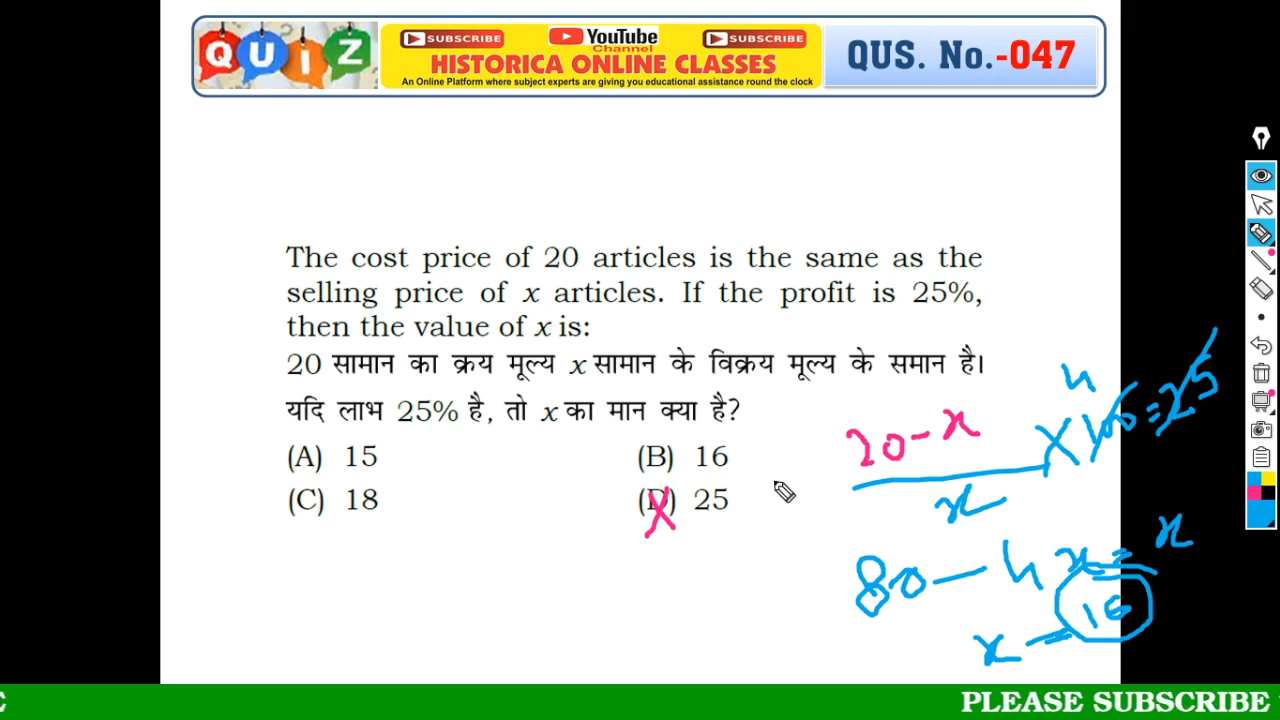 QUIZ
SUBSCRIBE
YouTube
Channel
SUBSCRIBE
HISTORICA ONLINE CLASSES
An Online Platform where subject experts are giving you educational assistance round the clock
QUS. No.-047
The cost price of 20 articles is the same as the
selling price of x articles. If the profit is 25%,
then the value of x is:
20 सामान का क्रय मूल्य x सामान के विक्रय मूल्य के समान है।
यदि लाभ 25% है, तो x का मान क्या है?
(A) 15
(B) 16
(C) 18
(D) 25
4
20-x
x
X 100 = 25
80 - 4x = x
x = 16
E
PLEASE SUBSCRIBE